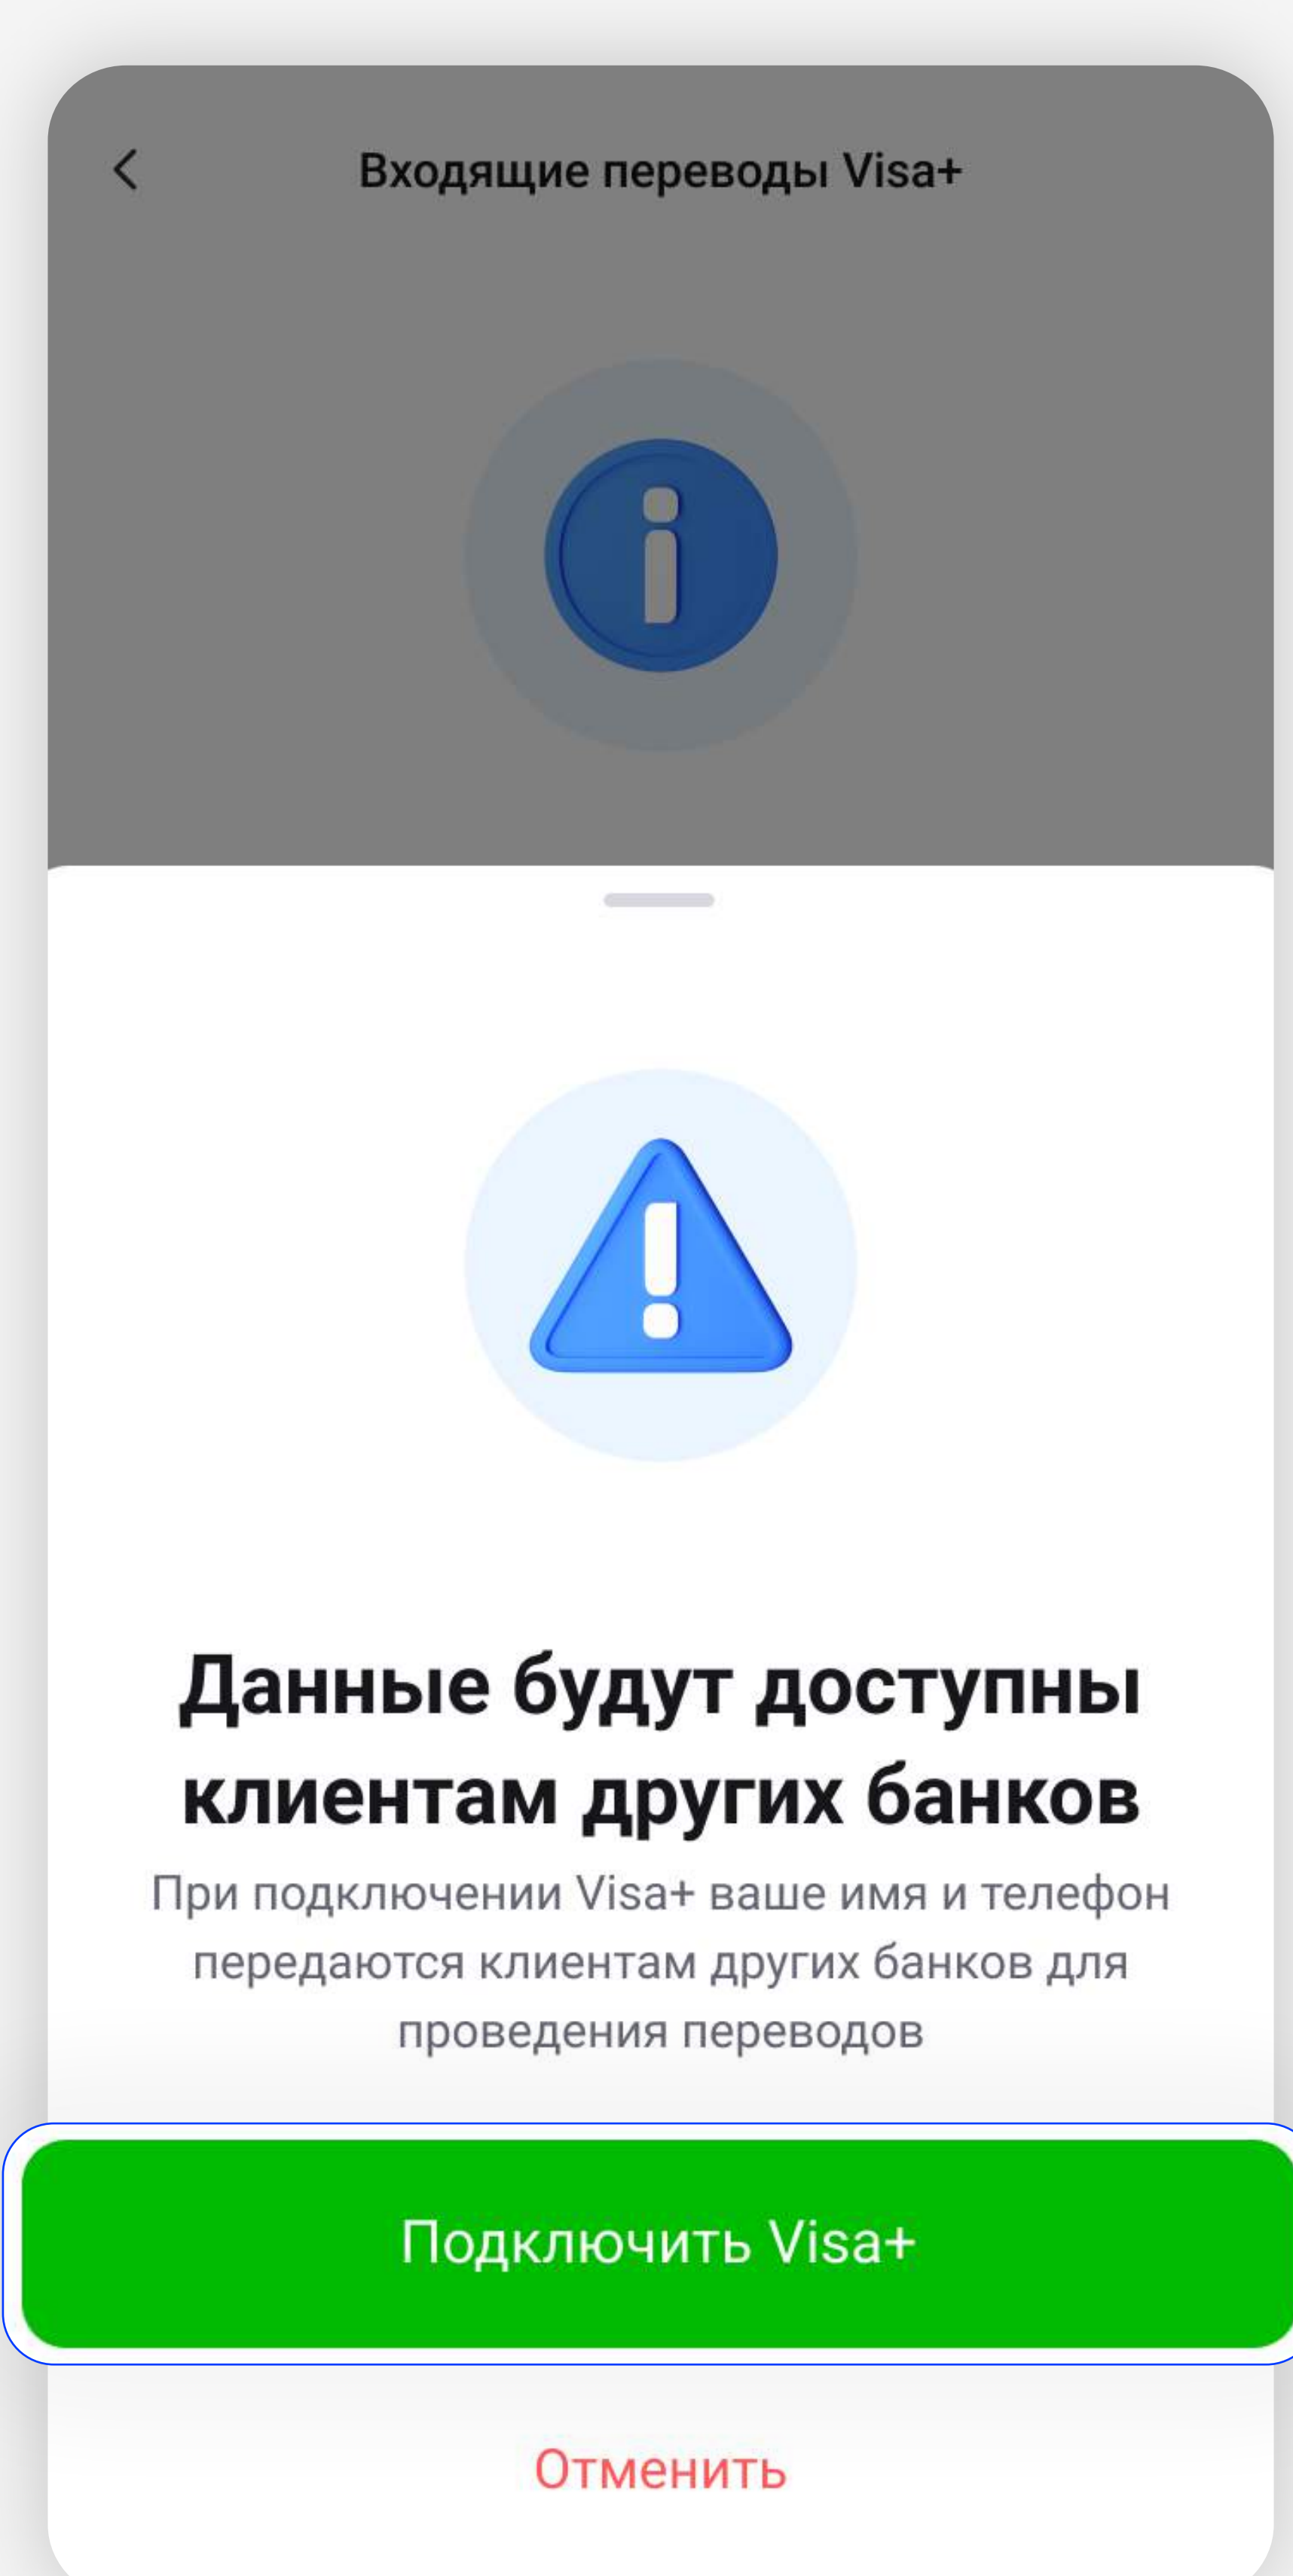 Входящие переводы Visa+
Данные будут доступны
клиентам других банков
При подключении Visa+ ваше имя и телефон
передаются клиентам других банков для
проведения переводов
Подключить Visa+
Отменить